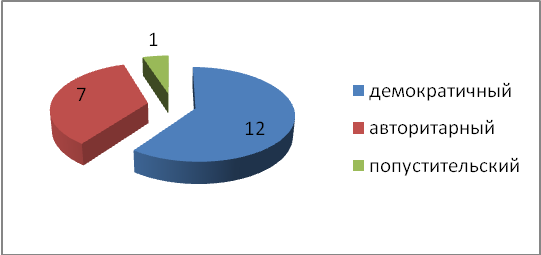 1
7
12
демократичный
авторитарный
попустительский